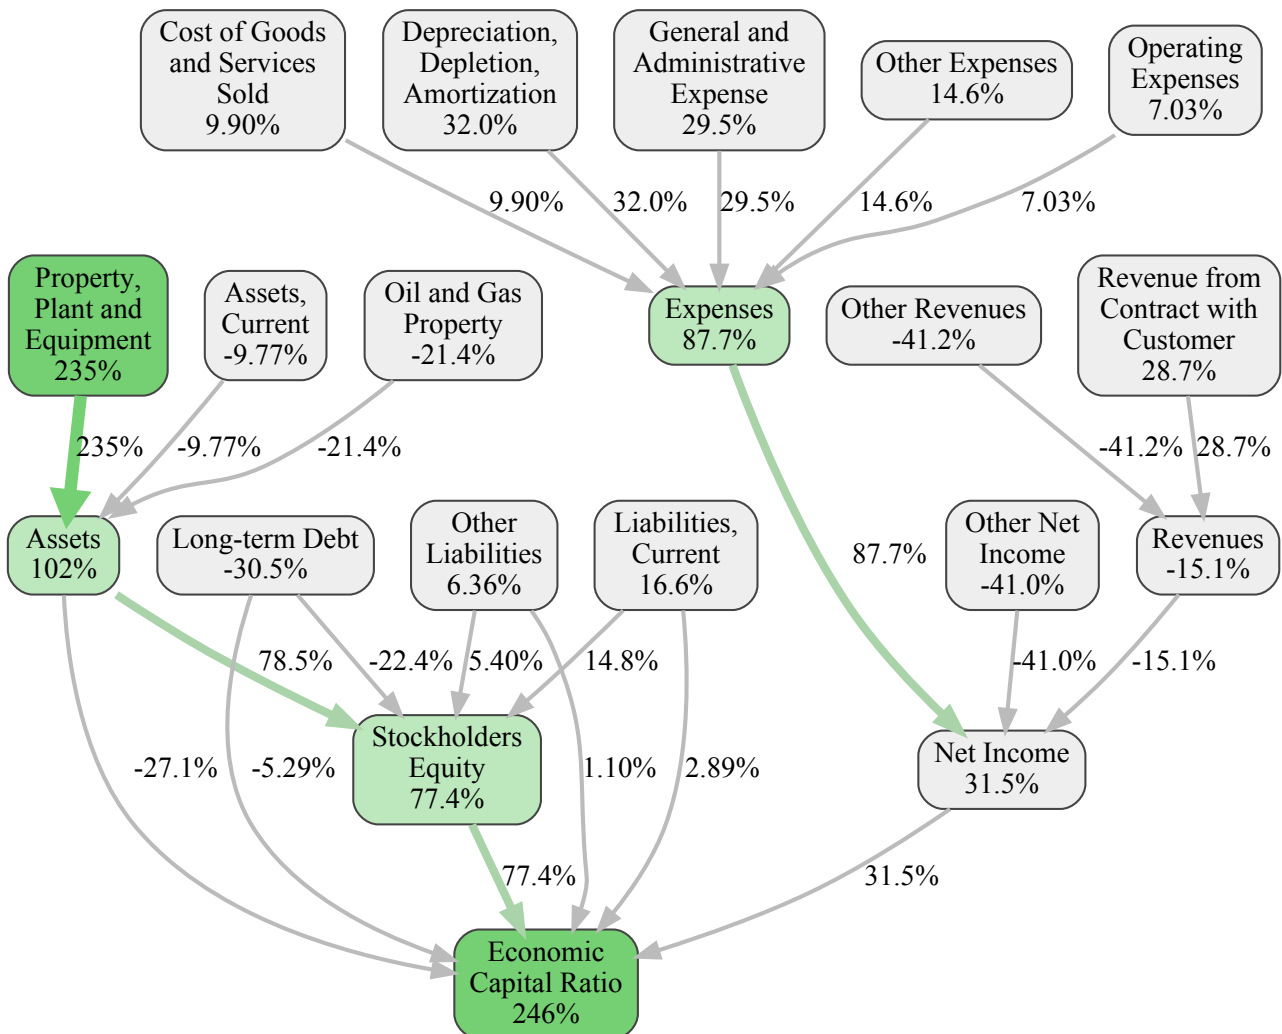 Cost of Goods
and Services
Sold
9.90%
Depreciation,
Depletion,
Amortization
32.0%
General and
Administrative
Expense
29.5%
Other Expenses
14.6%
Operating
Expenses
7.03%
9.90%
32.0%
29.5%
14.6%
7.03%
Property,
Plant and
Equipment
235%
Assets,
Current
-9.77%
Oil and Gas
Property
-21.4%
Expenses
87.7%
Other Revenues
-41.2%
Revenue from
Contract with
Customer
28.7%
235%
-9.77%
-21.4%
-41.2%
28.7%
Assets
102%
Long-term Debt
-30.5%
Other
Liabilities
6.36%
Liabilities,
Current
16.6%
87.7%
Other Net
Income
-41.0%
Revenues
-15.1%
78.5%
-22.4%
5.40%
14.8%
-41.0%
-15.1%
Stockholders
Equity
77.4%
Net Income
31.5%
-27.1%
-5.29%
1.10%
2.89%
77.4%
31.5%
Economic
Capital Ratio
246%